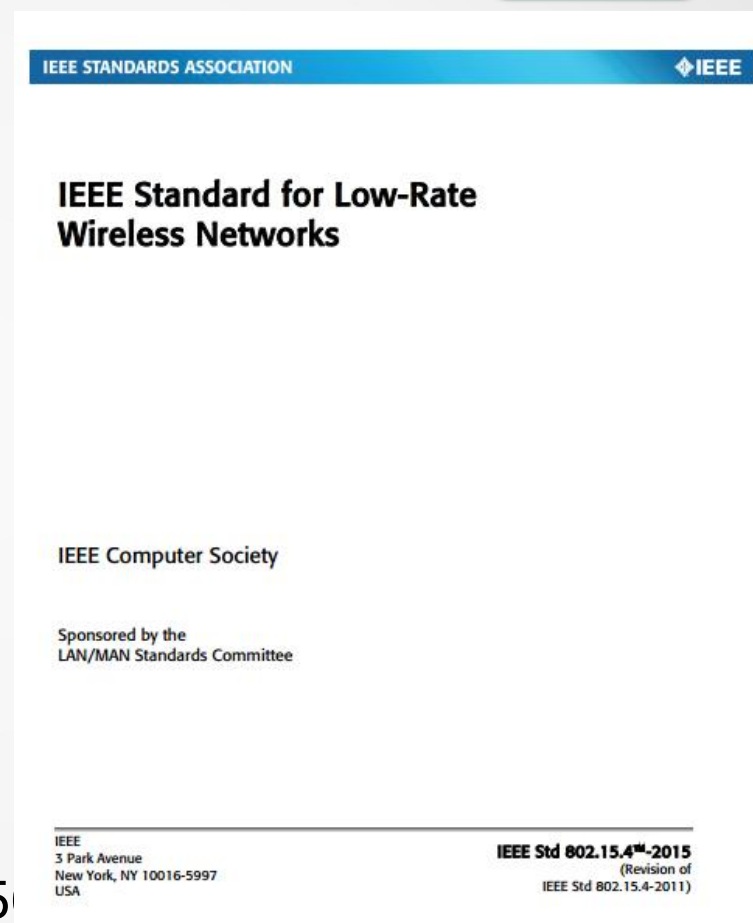 IEEE STANDARDS ASSOCIATION
IEEE
IEEE Standard for Low-Rate
Wireless Networks
IEEE Computer Society
Sponsored by the
LAN/MAN Standards Committee
IEEE
3 Park Avenue
New York, NY 10016-5997
USA
IEEE Std 802.15.4™-2015
(Revision of
IEEE Std 802.15.4-2011)